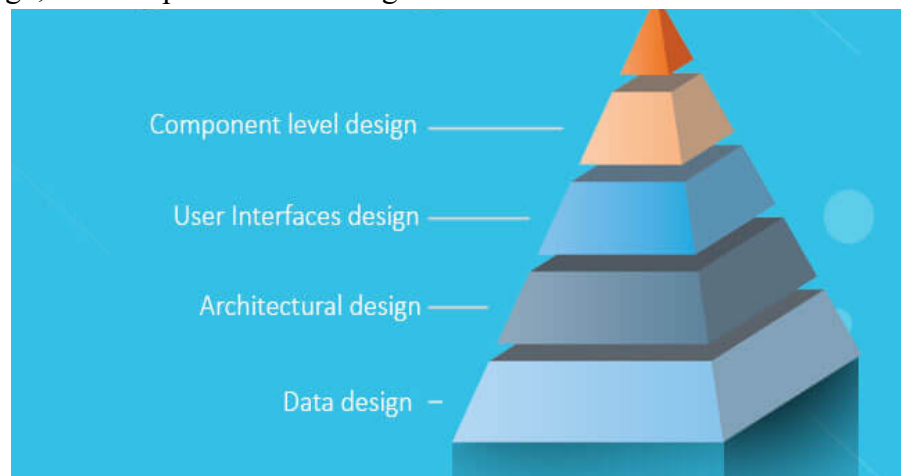 Component level design
User Interfaces design
Architectural design
Data design